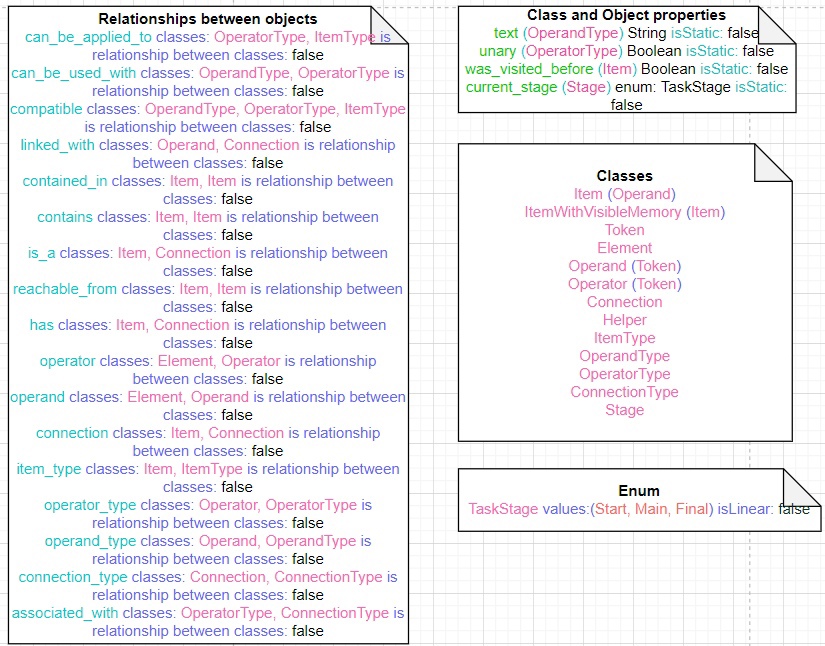 Relationships between objects
can_be_applied_to classes: OperatorType, ItemType is
relationship between classes: false
can_be_used_with classes: OperandType, OperatorType is
relationship between classes: false
compatible classes: OperandType, OperatorType, ItemType
is relationship between classes: false
linked_with classes: Operand, Connection is relationship
between classes: false
contained_in classes: Item, Item is relationship between
classes: false
contains classes: Item, Item is relationship between
classes: false
is_a classes: Item, Connection is relationship between
classes: false
reachable_from classes: Item, Item is relationship between
classes: false
has classes: Item, Connection is relationship between
classes: false
operator classes: Element, Operator is relationship
between classes: false
operand classes: Element, Operand is relationship between
classes: false
connection classes: Item, Connection is relationship
between classes: false
item_type classes: Item, ItemType is relationship between
classes: false
operator_type classes: Operator, OperatorType is
relationship between classes: false
operand_type classes: Operand, OperandType is
relationship between classes: false
connection_type classes: Connection, ConnectionType is
relationship between classes: false
associated_with classes: OperatorType, ConnectionType is
relationship between classes: false
Class and Object properties
text (OperandType) String isStatic: false
unary (OperatorType) Boolean isStatic: false
was_visited_before (Item) Boolean isStatic: false
current_stage (Stage) enum: TaskStage isStatic:
false
Classes
Item (Operand)
ItemWithVisibleMemory (Item)
Token
Element
Operand (Token)
Operator (Token)
Connection
Helper
ItemType
OperandType
OperatorType
ConnectionType
Stage
Enum
TaskStage values:(Start, Main, Final) isLinear: false